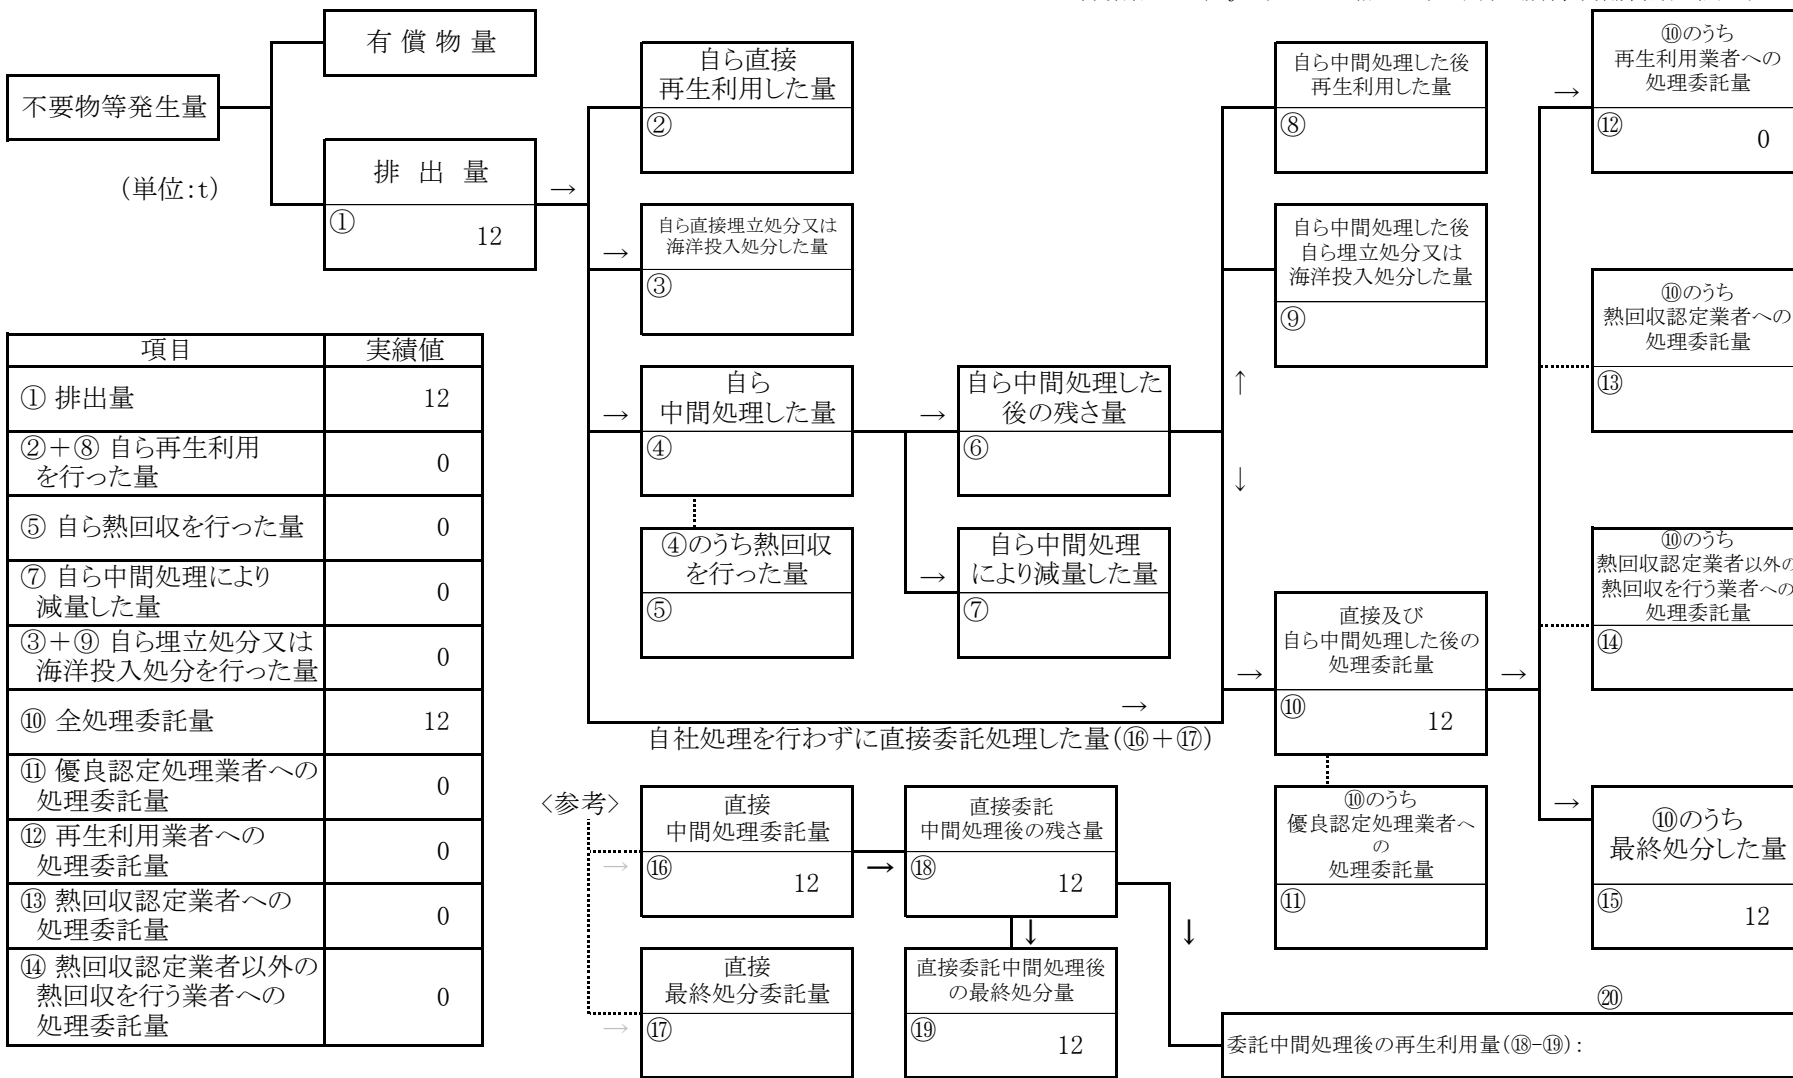 有償物量
不要物等発生量
(単位:t)
排出量
→
①
12
自ら直接
再生利用した量
②
→
自ら直接埋立処分又は
海洋投入処分した量
③
→
自ら
中間処理した量
④
④のうち熱回収
を行った量
⑤
→
自ら中間処理した
後の残さ量
⑥
→
自ら中間処理
により減量した量
⑦
自ら中間処理した後
再生利用した量
⑧
自ら中間処理した後
自ら埋立処分又は
海洋投入処分した量
⑨
↑
↓
→
自社処理を行わずに直接委託処理した量(⑯+⑰)
→
直接及び
自ら中間処理した後の
処理委託量
⑩
12
→
⑩のうち
優良認定処理業者へ
の
処理委託量
⑪
→
⑩のうち
再生利用業者への
処理委託量
⑫
0
⑩のうち
熱回収認定業者への
処理委託量
⑬
⑩のうち
熱回収認定業者以外の
熱回収を行う業者への
処理委託量
⑭
→
⑩のうち
最終処分した量
⑮
12
項目 実績値
① 排出量 12
②+⑧ 自ら再生利用
を行った量 0
⑤ 自ら熱回収を行った量 0
⑦ 自ら中間処理により
減量した量 0
③+⑨ 自ら埋立処分又は
海洋投入処分を行った量 0
⑩ 全処理委託量 12
⑪ 優良認定処理業者への
処理委託量 0
⑫ 再生利用業者への
処理委託量 0
⑬ 熱回収認定業者への
処理委託量 0
⑭ 熱回収認定業者以外の
熱回収を行う業者への
処理委託量 0
〈参考〉
→
直接
中間処理委託量
⑯
12
→
直接委託
中間処理後の残さ量
⑱
12
↓
↓
→
直接
最終処分委託量
⑰
直接委託中間処理後
の最終処分量
⑲
12
⑳
委託中間処理後の再生利用量(⑱-⑲):